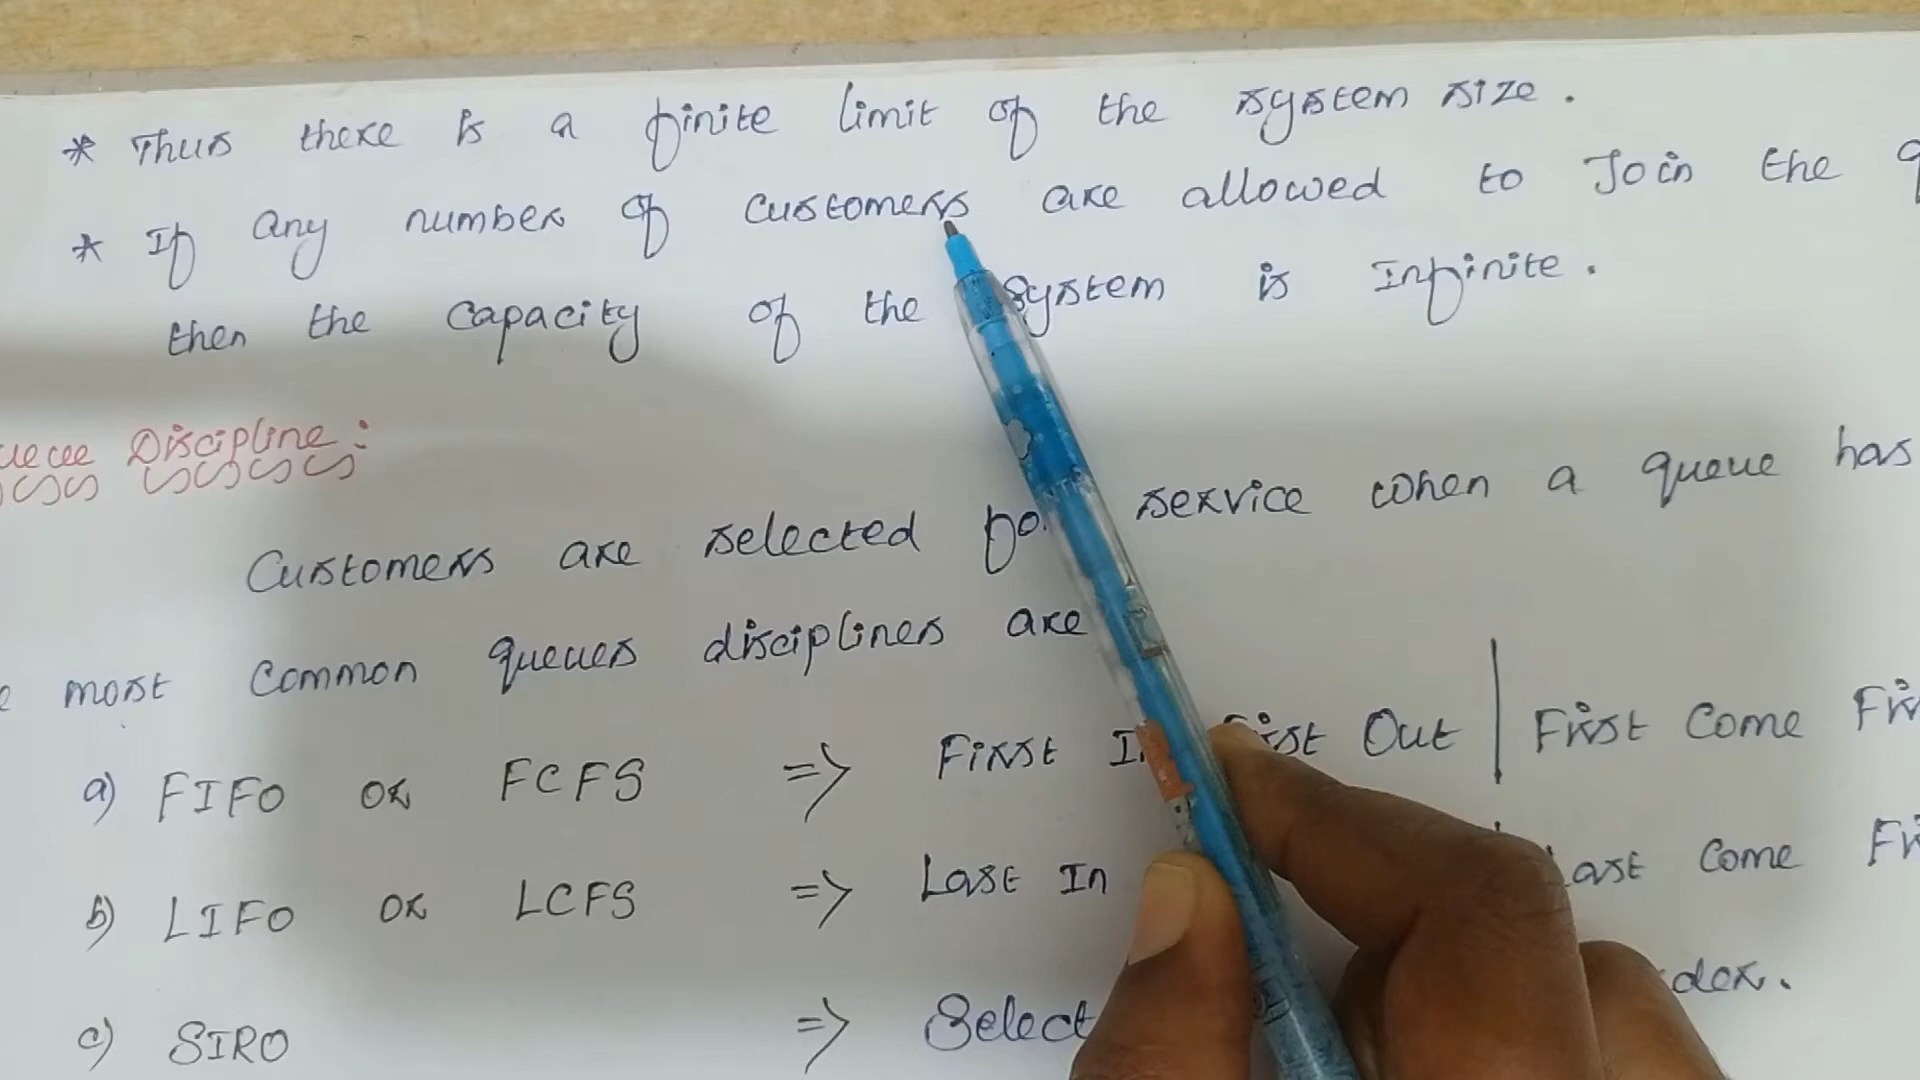 * Thus there is a finite limit of the system size.
* If any number of customers are allowed to Join the
then the capacity of the system is Infinite.
Discipline:
Customers are selected service when a queue has
most common queues disciplines are
a) FIFO or FCFS => First Out | First Come
b) LIFO or LCFS => Last In Last Come
c) SIRO => Select